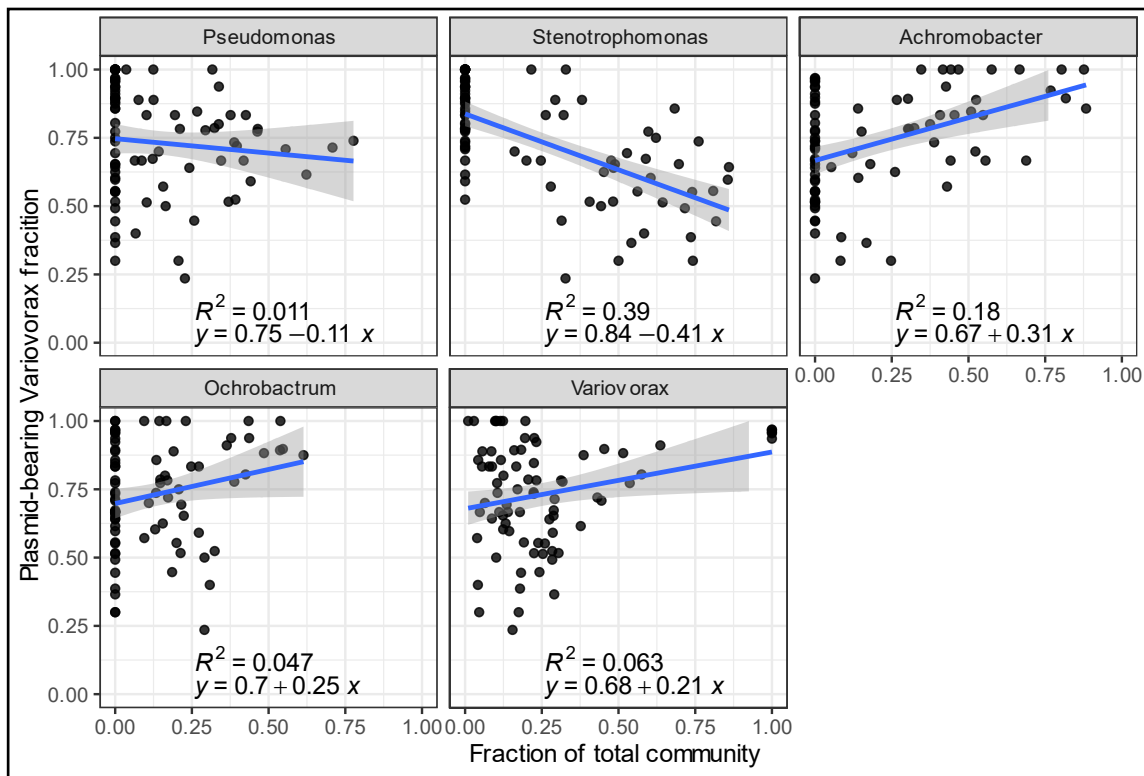 Pseudomonas
Stenotrophomonas
Achromobacter
Plasmid-bearing Variovorax fracition
1.00
0.75
0.50
0.25
0.00
R² = 0.011
y = 0.75 −0.11 x
R² = 0.39
y = 0.84 −0.41 x
R² = 0.18
y = 0.67 + 0.31 x
0.00 0.25 0.50 0.75 1.00
Ochrobactrum
Variovorax
1.00
0.75
0.50
0.25
0.00
R² = 0.047
y = 0.7 + 0.25 x
R² = 0.063
y = 0.68 + 0.21 x
0.00 0.25 0.50 0.75 1.00
0.00 0.25 0.50 0.75 1.00
Fraction of total community